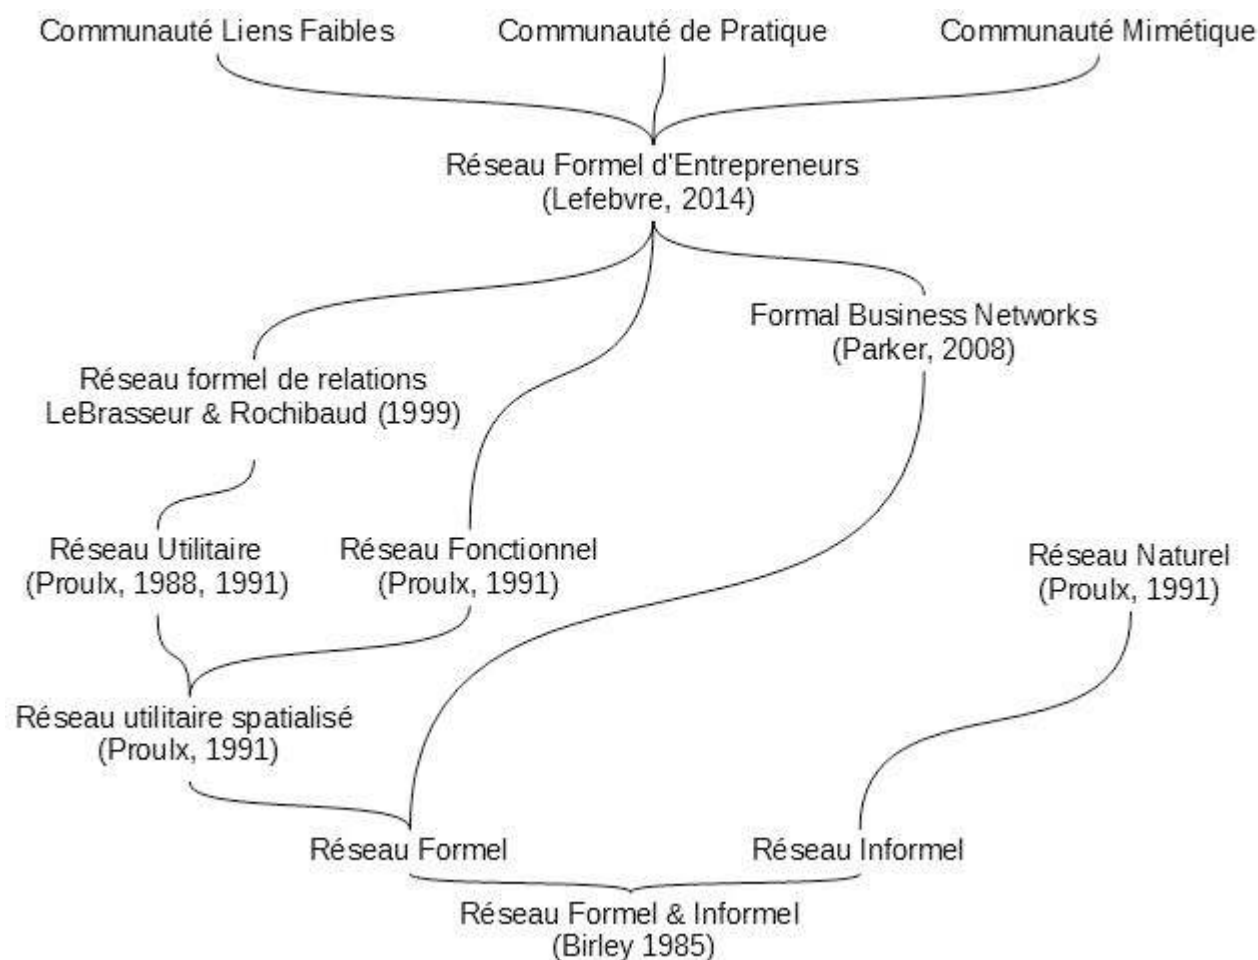 Communauté Liens Faibles
Communauté de Pratique
Communauté Mimétique
Réseau Formel d'Entrepreneurs
(Lefebvre, 2014)
Formal Business Networks
(Parker, 2008)
Réseau formel de relations
LeBrasseur & Rochibaud (1999)
Réseau Utilitaire
(Proulx, 1988, 1991)
Réseau Fonctionnel
(Proulx, 1991)
Réseau Naturel
(Proulx, 1991)
Réseau utilitaire spatialisé
(Proulx, 1991)
Réseau Formel
Réseau Informel
Réseau Formel & Informel
(Birley 1985)